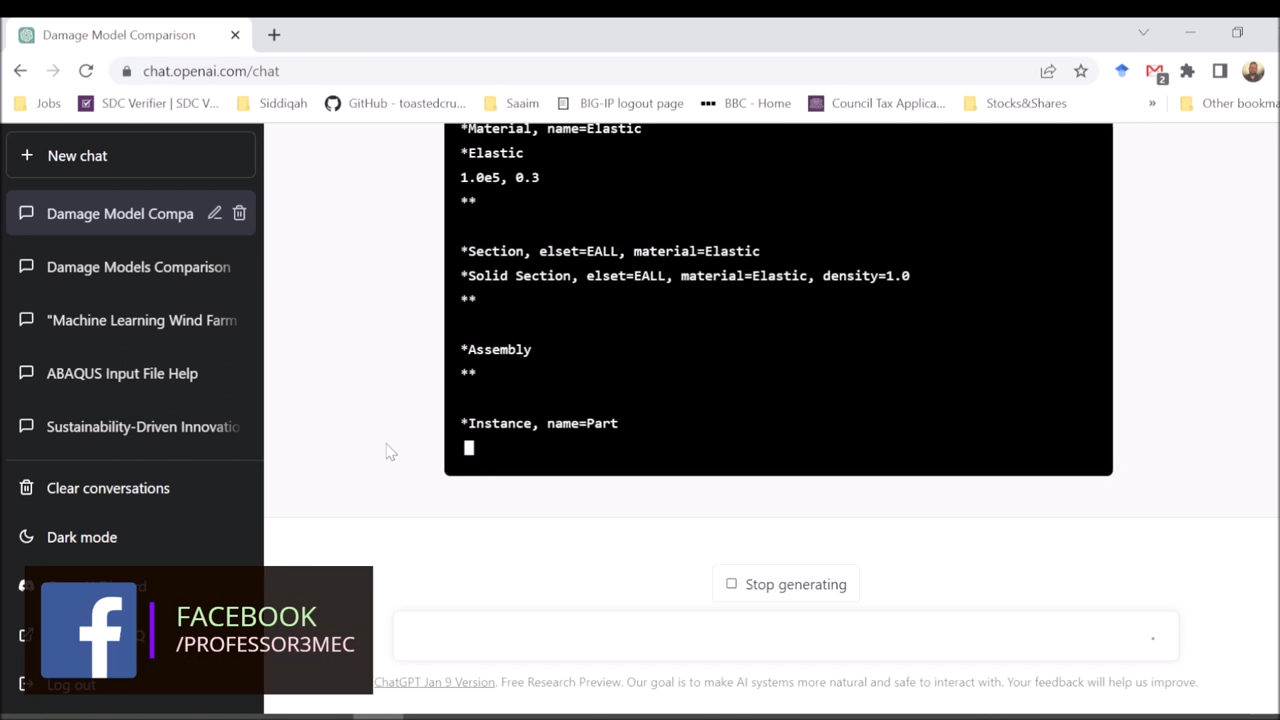 Damage Model Comparison
chat.openai.com/chat
2
Jobs
SDC Verifier | SDC V...
Siddiqah
GitHub - toastedcru...
Saaim
BIG-IP logout page
BBC - Home
Council Tax Applica...
Stocks&Shares
»
Other bookma
New chat
Damage Model Compa
Damage Models Comparison
"Machine Learning Wind Farm
ABAQUS Input File Help
Sustainability-Driven Innovatio
Clear conversations
Dark mode
Log out
*Material, name=Elastic
*Elastic
1.0e5, 0.3
**
*Section, elset=EALL, material=Elastic
*Solid Section, elset=EALL, material=Elastic, density=1.0
**
*Assembly
**
*Instance, name=Part
Stop generating
ChatGPT Jan 9 Version. Free Research Preview. Our goal is to make AI systems more natural and safe to interact with. Your feedback will help us improve.
FACEBOOK
/PROFESSOR3MEC